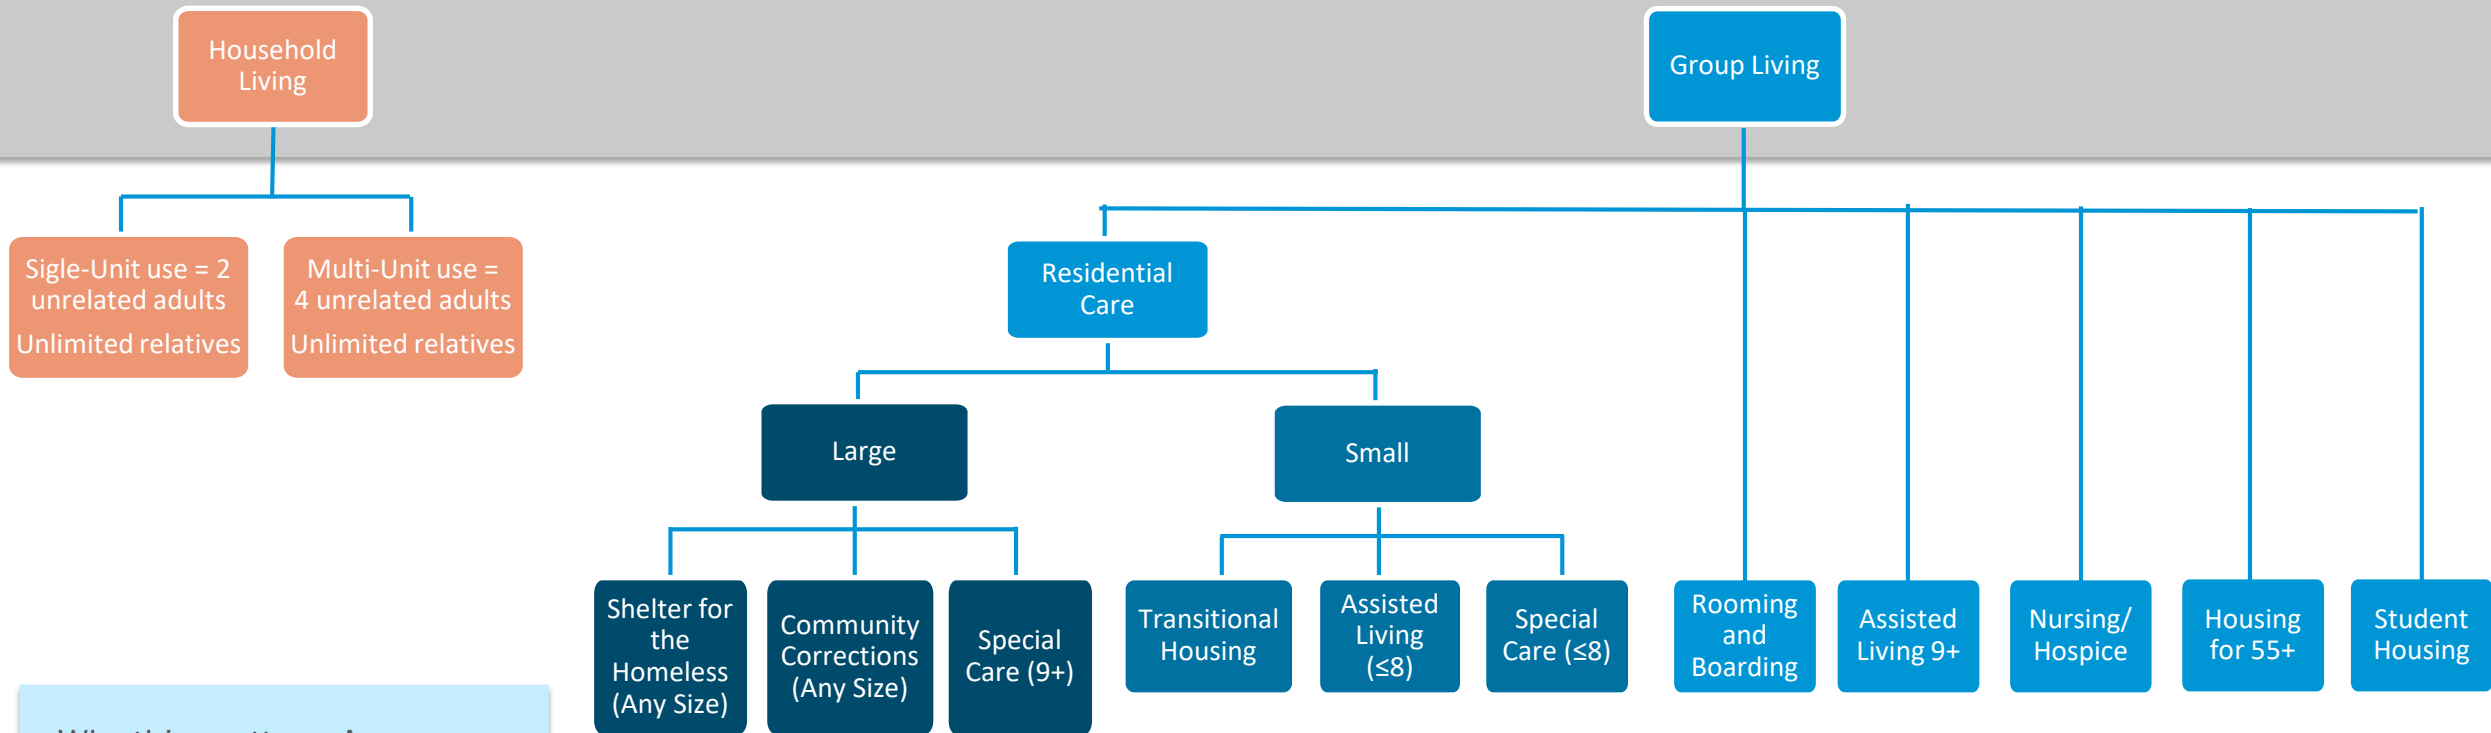 Household
Living
Group Living
Sigle-Unit use = 2
unrelated adults
Unlimited relatives
Multi-Unit use =
4 unrelated adults
Unlimited relatives
Residential
Care
Large
Small
Shelter for
the
Homeless
(Any Size)
Community
Corrections
(Any Size)
Special
Care (9+)
Transitional
Housing
Assisted
Living
(≤8)
Special
Care (≤8)
Rooming
and
Boarding
Assisted
Living 9+
Nursing/
Hospice
Housing
for 55+
Student
Housing